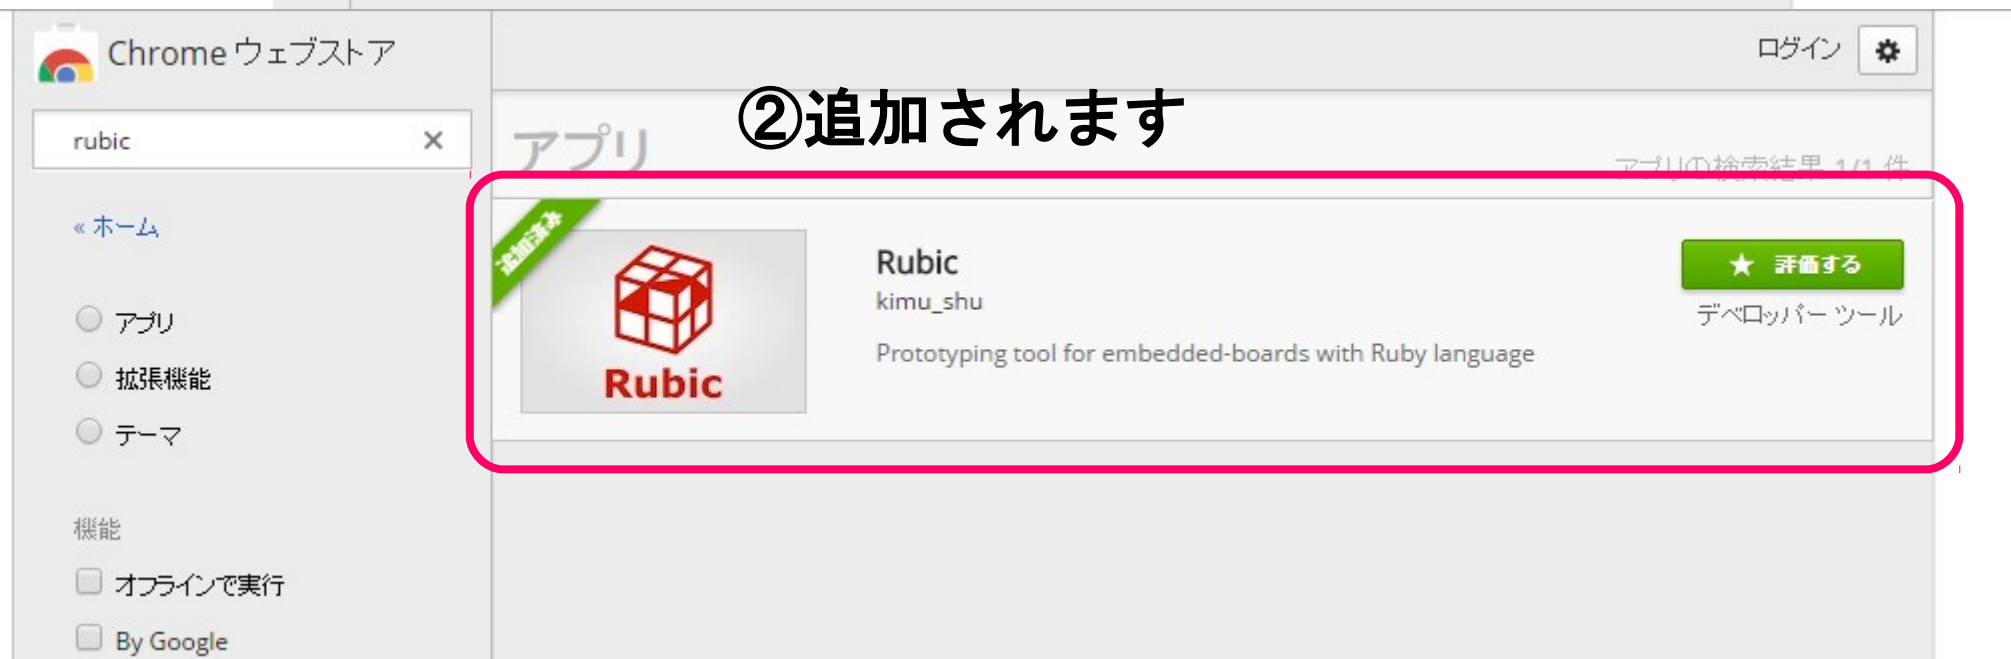 Chrome ウェブストア
ログイン
rubic
②追加されます
アプリ
アプリの検索結果 1/1 件
« ホーム
アプリ
拡張機能
テーマ
機能
オフラインで実行
By Google
追加済み
Rubic
Rubic
kimu_shu
Prototyping tool for embedded-boards with Ruby language
★ 評価する
デベロッパー ツール